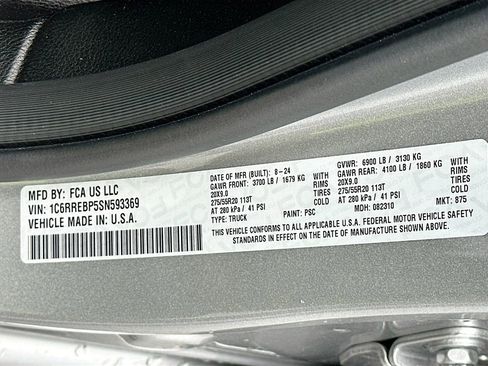 MFD BY: FCA US LLC
VIN: 1C6RREBP5SN593369
VEHICLE MADE IN U.S.A.
DATE OF MFR (BUILT): 8-24
GAWR FRONT: 3700 LB / 1679 KG
20X9.0
275/55R20 113T TIRES
AT 280 kPa / 41 PSI COLD
TYPE: TRUCK PAINT: PSC
GVWR: 6900 LB / 3130 KG
GAWR REAR: 4100 LB / 1860 KG
20X9.0
275/55R20 113T TIRES
AT 280 kPa / 41 PSI COLD
MDH: 082310 MKT: 875
THIS VEHICLE CONFORMS TO ALL APPLICABLE FEDERAL MOTOR VEHICLE SAFETY
STANDARDS IN EFFECT ON THE DATE OF MANUFACTURE SHOWN ABOVE.